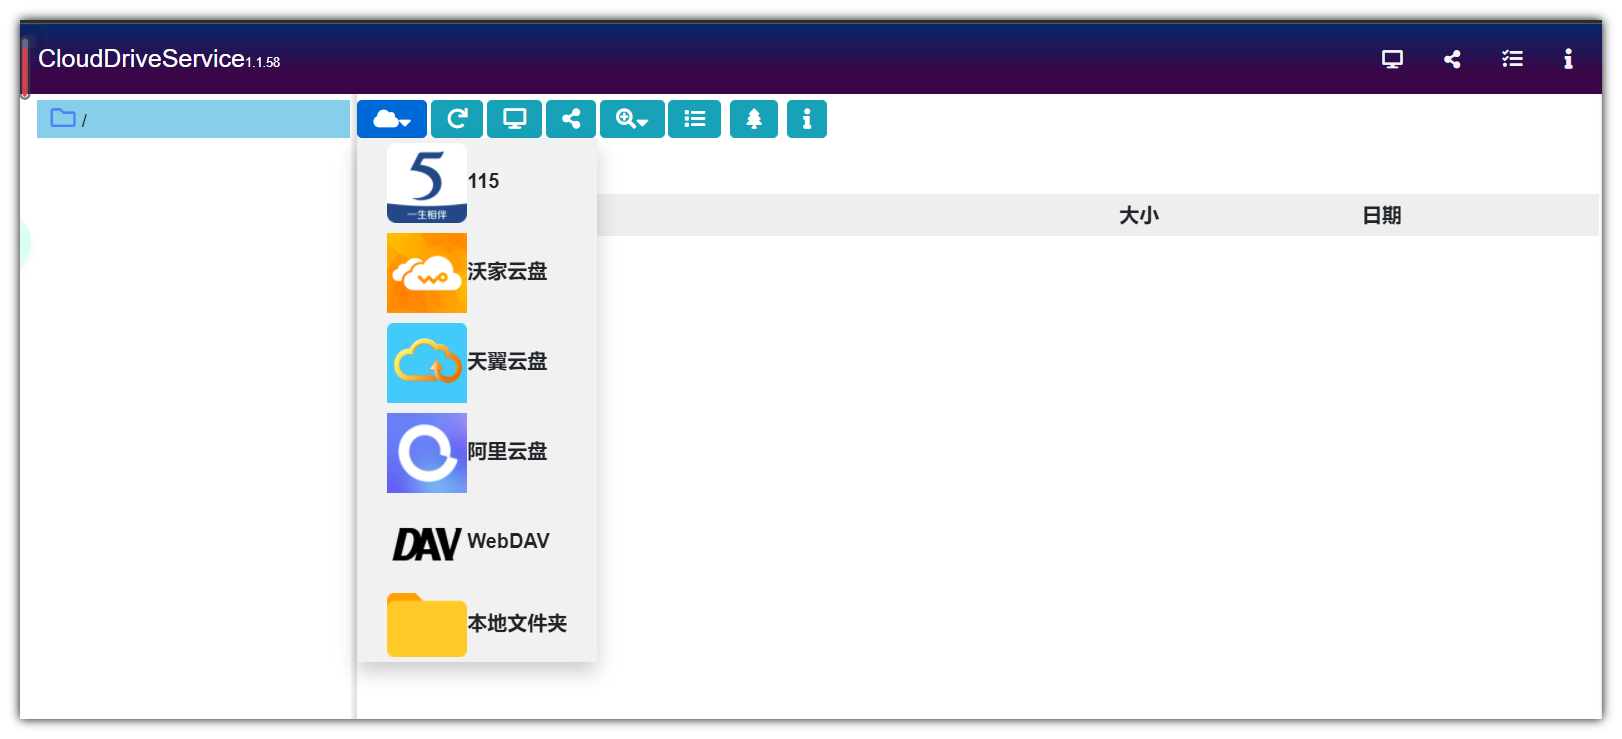 CloudDriveService1.1.58
/
大小 日期
5
一生相伴
115
wo
沃家云盘
天翼云盘
阿里云盘
DAV
WebDAV
本地文件夹